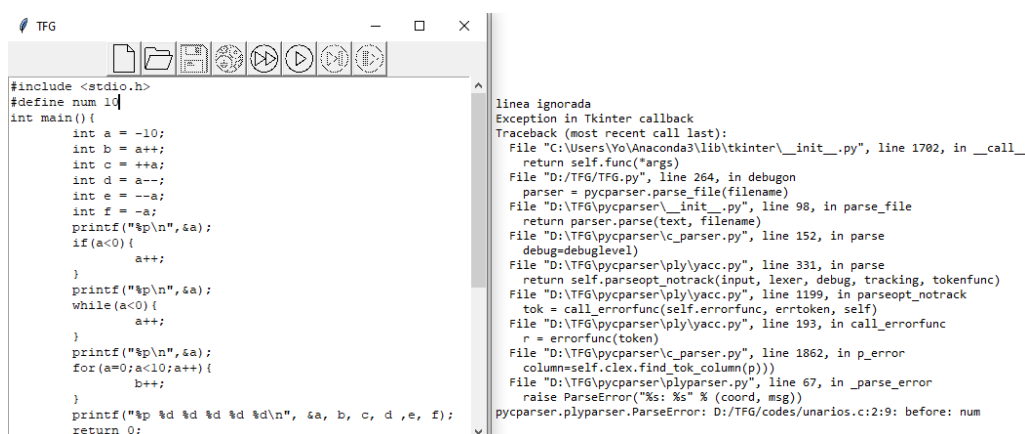 TFG
#include <stdio.h>
#define num 10
int main(){
int a = -10;
int b = a++;
int c = ++a;
int d = a--;
int e = --a;
int f = -a;
printf("%p\n",&a);
if(a<0){
a++;
}
printf("%p\n",&a);
while(a<0){
a++;
}
printf("%p\n",&a);
for(a=0;a<10;a++){
b++;
}
printf("%p %d %d %d %d %d\n", &a, b, c, d ,e, f);
return 0;
linea ignorada
Exception in Tkinter callback
Traceback (most recent call last):
File "C:\Users\Yo\Anaconda3\lib\tkinter\__init__.py", line 1702, in __call_
return self.func(*args)
File "D:/TFG/TFG.py", line 264, in debugon
parser = pycparser.parse_file(filename)
File "D:\TFG\pycparser\__init__.py", line 98, in parse_file
return parser.parse(text, filename)
File "D:\TFG\pycparser\c_parser.py", line 152, in parse
debug=debuglevel)
File "D:\TFG\pycparser\ply\yacc.py", line 331, in parse
return self.parseopt_notrack(input, lexer, debug, tracking, tokenfunc)
File "D:\TFG\pycparser\ply\yacc.py", line 1199, in parseopt_notrack
tok = call_errorfunc(self.errorfunc, errtoken, self)
File "D:\TFG\pycparser\ply\yacc.py", line 193, in call_errorfunc
r = errorfunc(token)
File "D:\TFG\pycparser\c_parser.py", line 1862, in p_error
column=self.clex.find_tok_column(p)))
File "D:\TFG\pycparser\plyparser.py", line 67, in _parse_error
raise ParseError("%s: %s" % (coord, msg))
pycparser.plyparser.ParseError: D:/TFG/codes/unarios.c:2:9: before: num